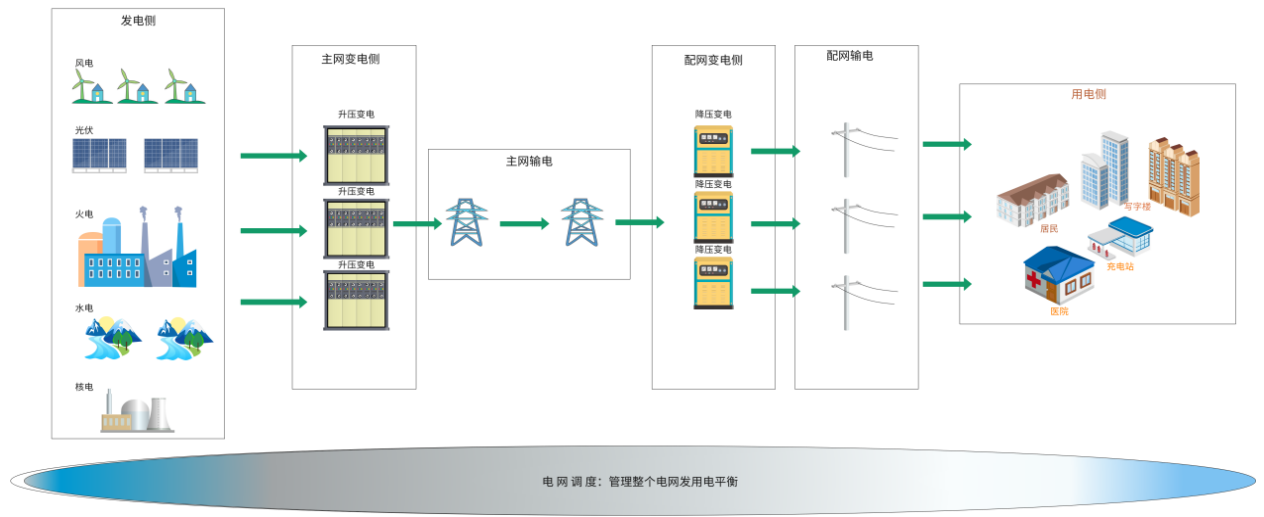 发电侧
风电
光伏
火电
水电
核电
主网变电侧
升压变电
升压变电
升压变电
主网输电
配网变电侧
降压变电
降压变电
降压变电
配网输电
用电侧
写字楼
居民
充电站
医院
电 网 调 度：管理整个电网发用电平衡